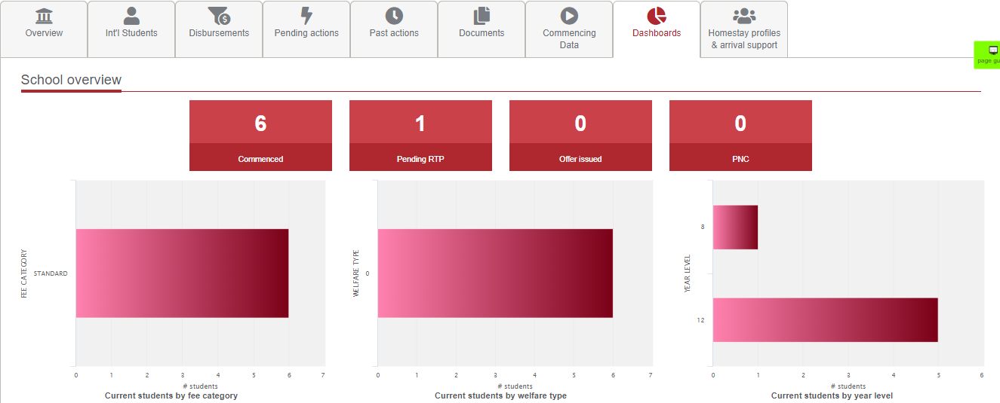 Overview
Int'l Students
Disbursements
Pending actions
Past actions
Documents
Commencing
Data
Dashboards
Homestay profiles
& arrival support
page gu
School overview
6
Commenced
1
Pending RTP
0
Offer issued
0
PNC
FEE CATEGORY
STANDARD
0 1 2 3 4 5 6 7
# students
Current students by fee category
WELFARE TYPE
0
0 1 2 3 4 5 6 7
# students
Current students by welfare type
YEAR LEVEL
8
12
0 1 2 3 4 5 6
# students
Current students by year level